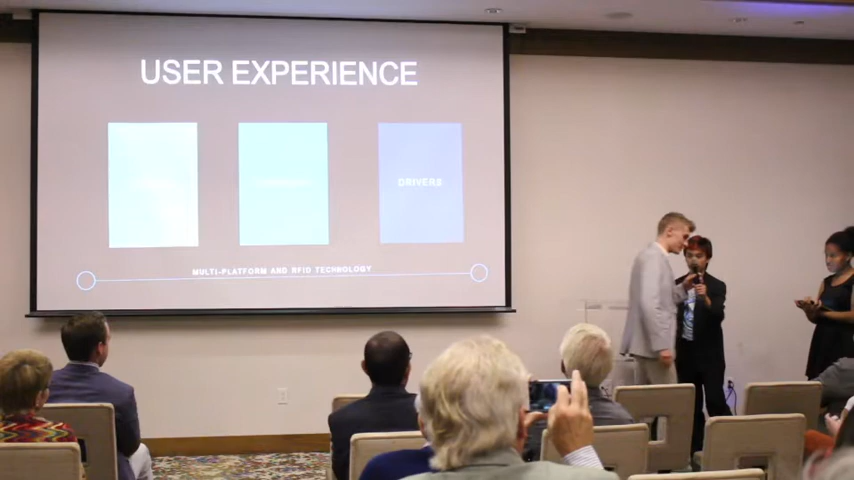 USER EXPERIENCE
DRIVERS
MULTI-PLATFORM AND RFID TECHNOLOGY